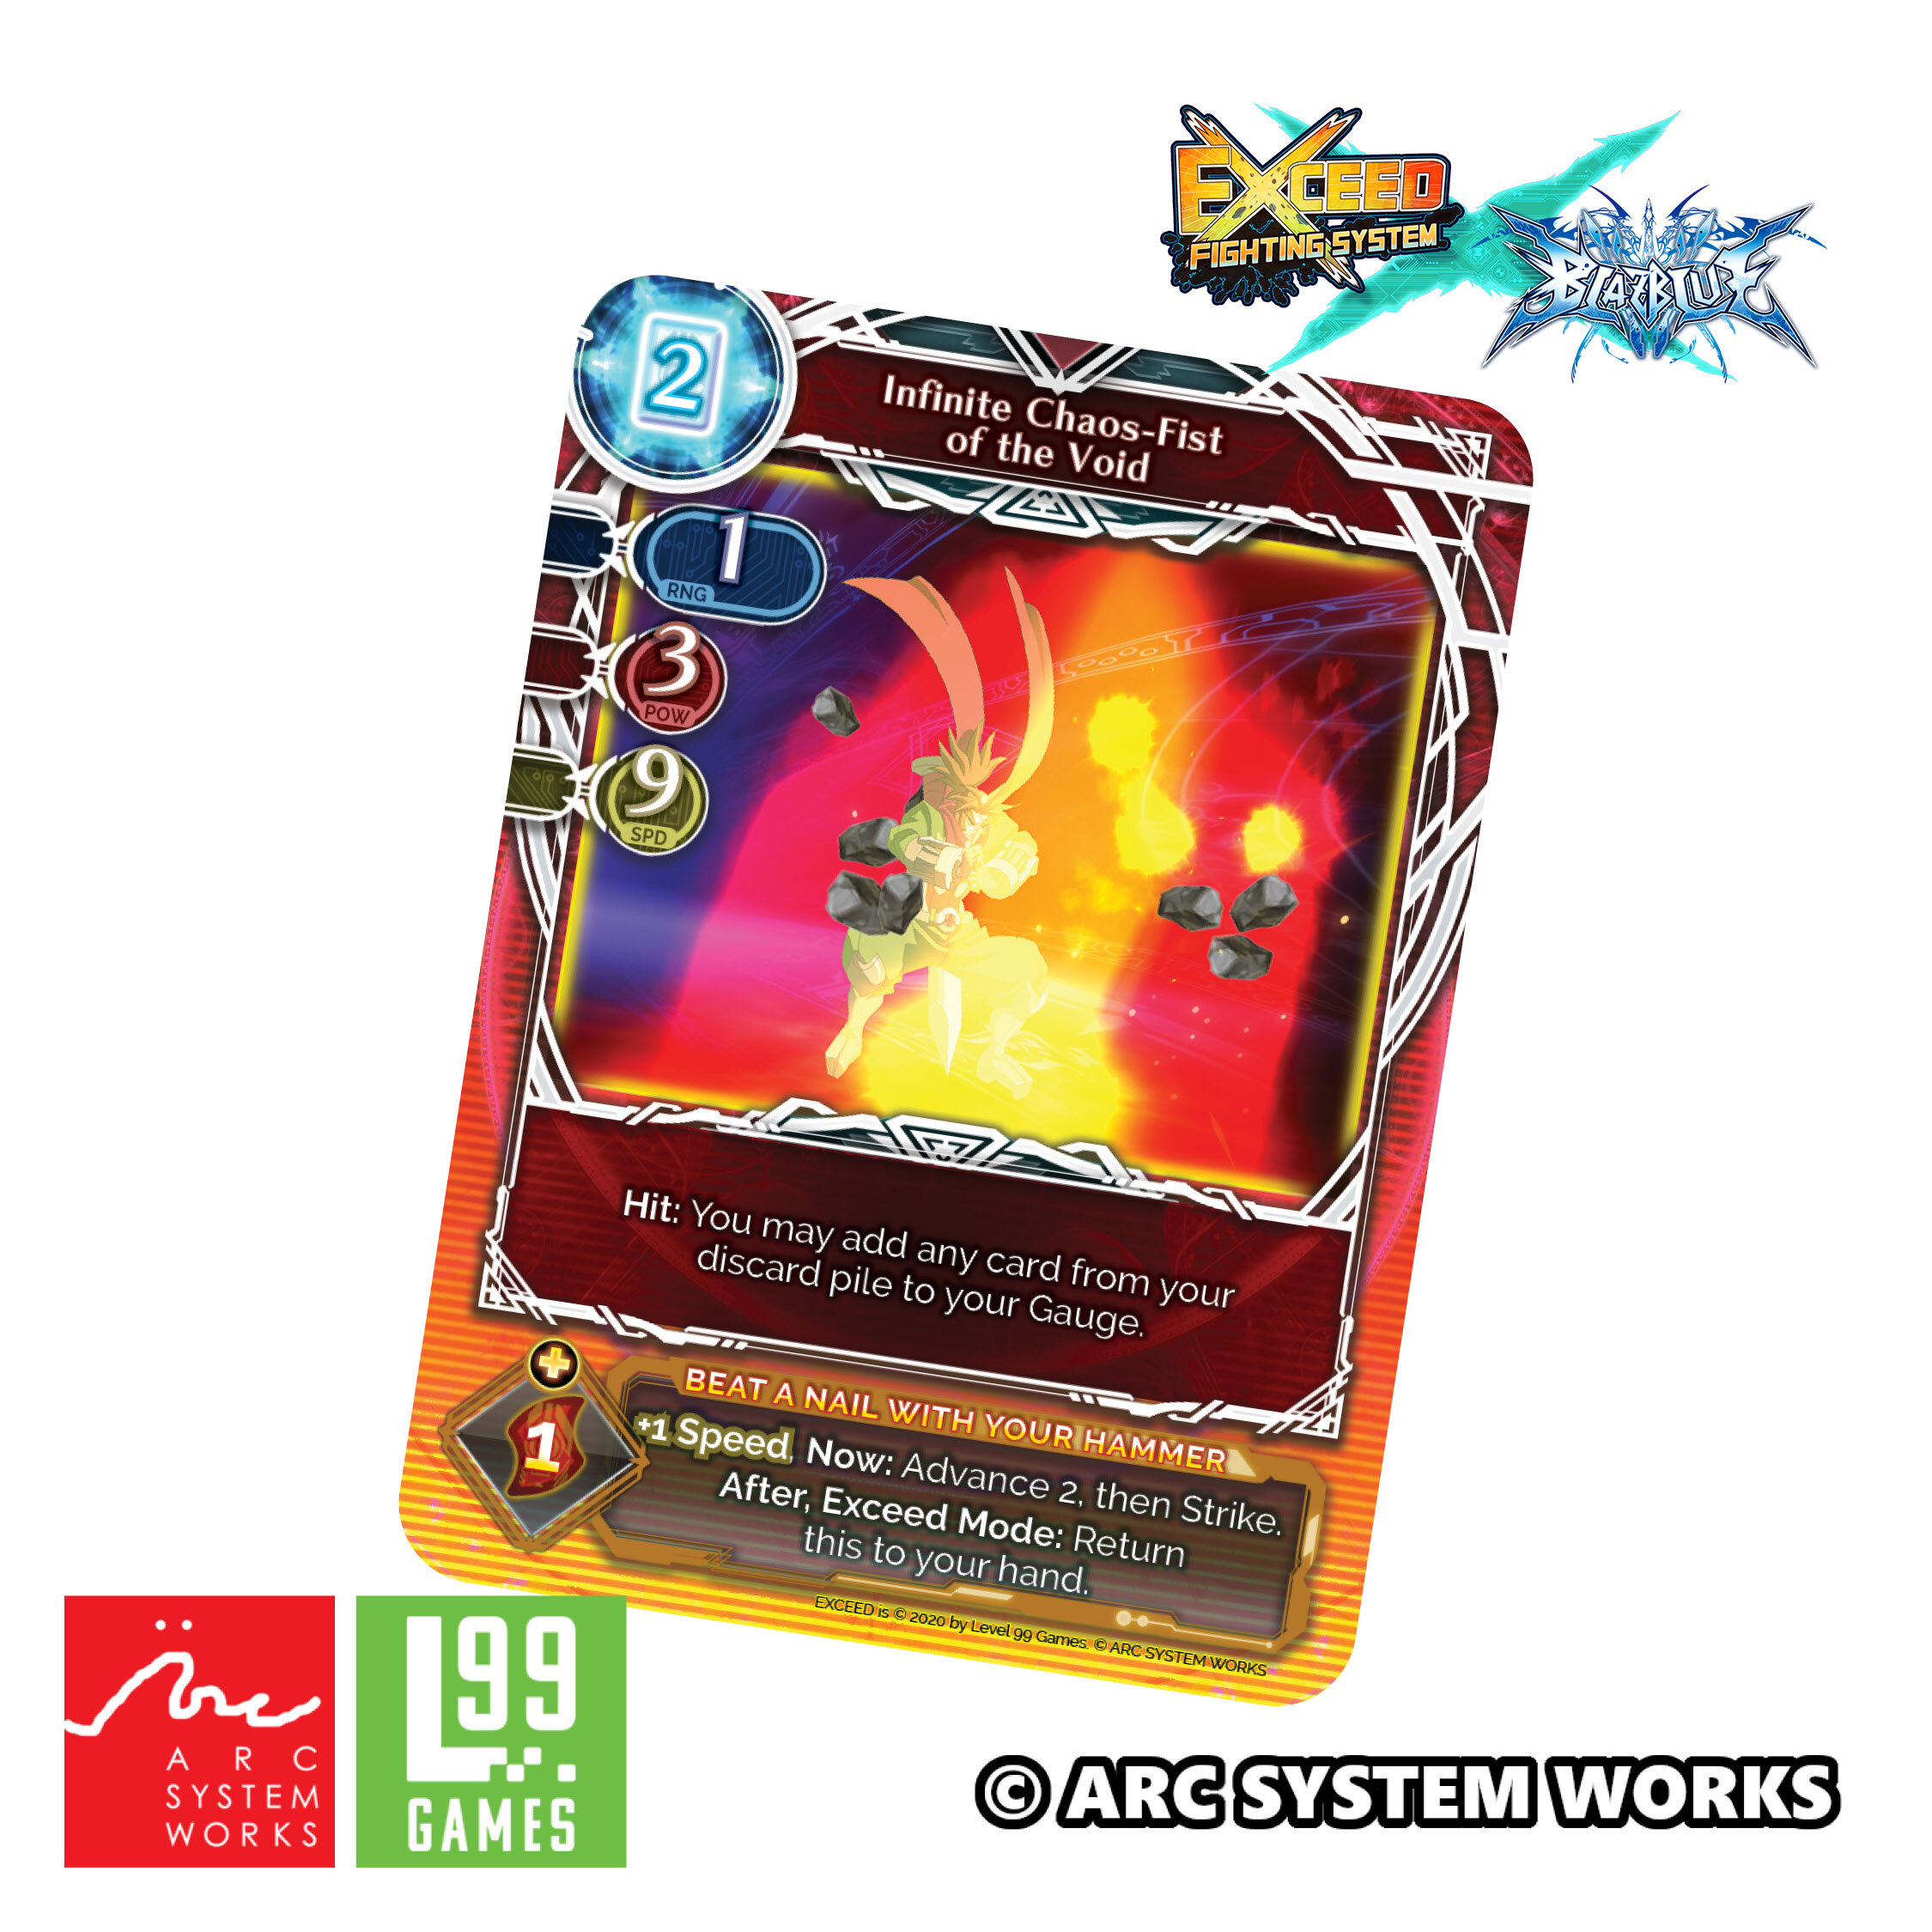 EXCEED
FIGHTING SYSTEM
BLAZBLUE
2
Infinite Chaos-Fist
of the Void
1
RNG
3
POW
9
SPD
Hit: You may add any card from your
discard pile to your Gauge.
1
BEAT A NAIL WITH YOUR HAMMER
+1 Speed, Now: Advance 2, then Strike.
After, Exceed Mode: Return
this to your hand.
EXCEED is © 2020 by Level 99 Games. © ARC SYSTEM WORKS
Arc
ARC
SYSTEM
WORKS
L99
GAMES
© ARC SYSTEM WORKS